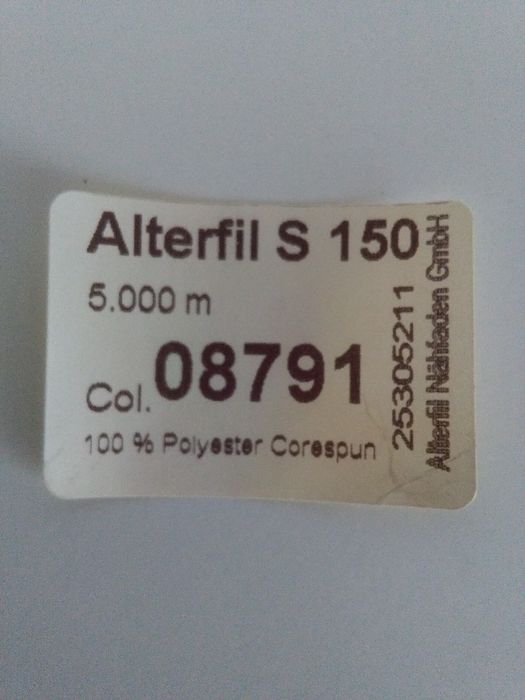 Alterfil S 150
5.000 m
Col. 08791
100 % Polyester Corespun
25305211
Alterfil Nähfaden GmbH